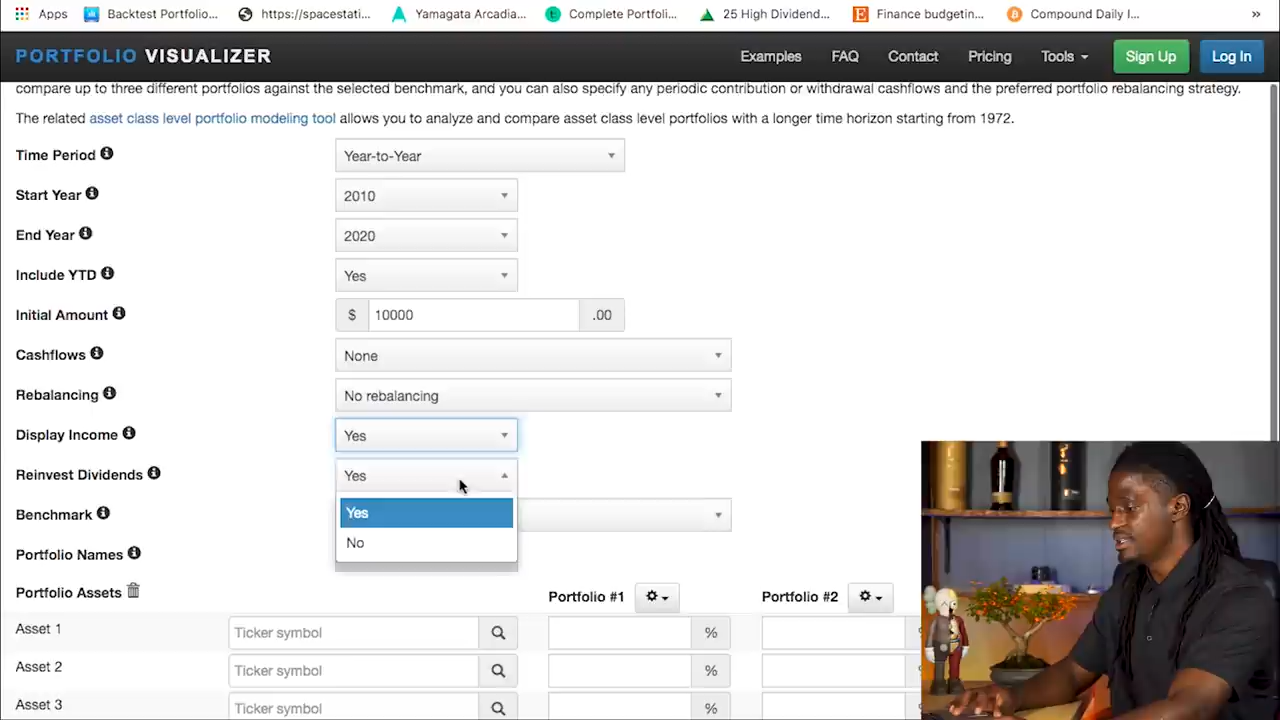 Backtest Portfolio... https://spacestati... Yamagata Arcadia... Complete Portfoli... 25 High Dividend... Finance budgetin... Compound Daily I... »
PORTFOLIO VISUALIZER Examples FAQ Contact Pricing Tools Sign Up Log In
compare up to three different portfolios against the selected benchmark, and you can also specify any periodic contribution or withdrawal cashflows and the preferred portfolio rebalancing strategy.
The related asset class level portfolio modeling tool allows you to analyze and compare asset class level portfolios with a longer time horizon starting from 1972.
Time Period Year-to-Year
Start Year 2010
End Year 2020
Include YTD Yes
Initial Amount $ 10000 .00
Cashflows None
Rebalancing No rebalancing
Display Income Yes
Reinvest Dividends Yes
Yes
Benchmark
No
Portfolio Names
Portfolio Assets Portfolio #1 Portfolio #2
Asset 1 Ticker symbol %
Asset 2 Ticker symbol %
Asset 3 Ticker symbol %